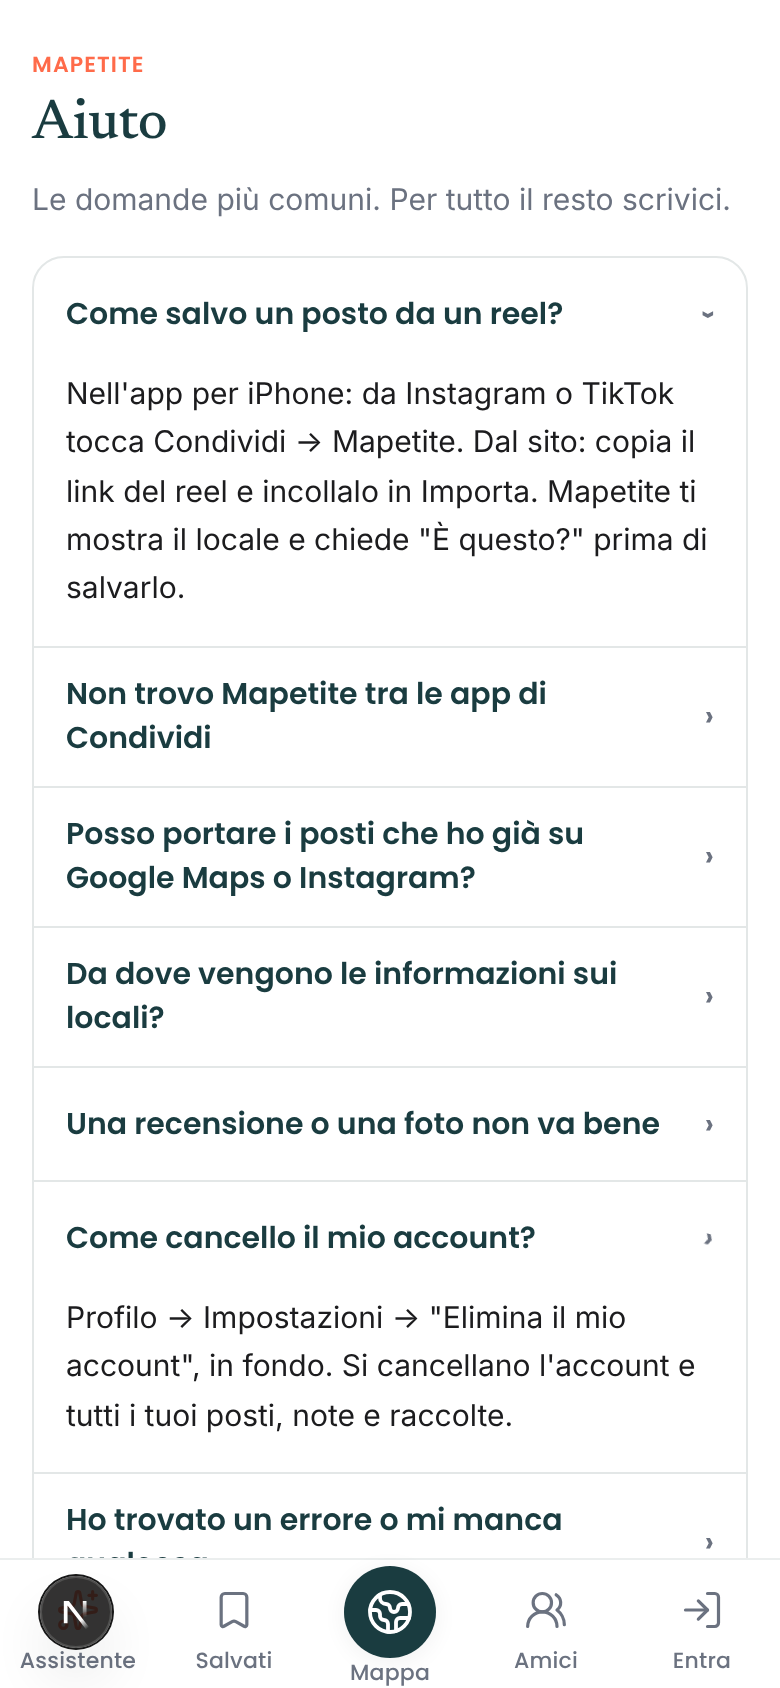 MAPETITE
Aiuto
Le domande più comuni. Per tutto il resto scrivici.
Come salvo un posto da un reel?
Nell'app per iPhone: da Instagram o TikTok
tocca Condividi → Mapetite. Dal sito: copia il
link del reel e incollalo in Importa. Mapetite ti
mostra il locale e chiede "È questo?" prima di
salvarlo.
Non trovo Mapetite tra le app di
Condividi
Posso portare i posti che ho già su
Google Maps o Instagram?
Da dove vengono le informazioni sui
locali?
Una recensione o una foto non va bene
Come cancello il mio account?
Profilo → Impostazioni → "Elimina il mio
account", in fondo. Si cancellano l'account e
tutti i tuoi posti, note e raccolte.
Ho trovato un errore o mi manca
N
Assistente
Salvati
Mappa
Amici
Entra